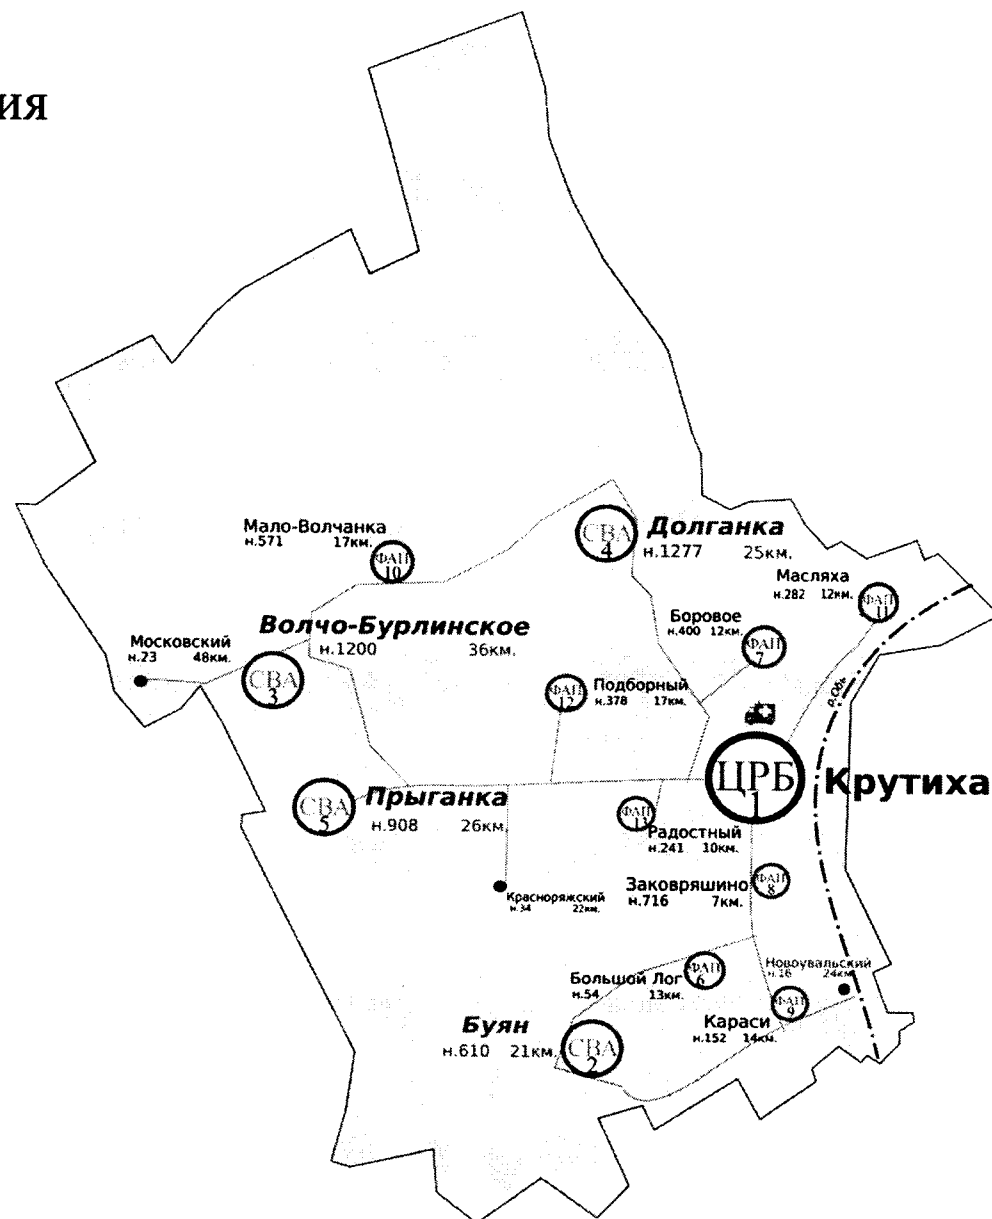 ия
Мало-Волчанка
н.571 17км.
ФАП
10
СВА
4
Долганка
н.1277 25км.
Масляха
н.282 12км.
ФАП
11
Боровое
н.400 12км.
ФАП
7
Волчо-Бурлинское
н.1200 36км.
Московский
н.23 48км.
СВА
3
ФАП
12
Подборный
н.378 17км.
р.Обь
ЦРБ
1
Крутиха
СВА
5
Прыганка
н.908 26км.
ФАП
13
Радостный
н.241 10км.
Красноряжский
н.34 22км.
Заковряшино
н.716 7км.
ФАП
8
Большой Лог
н.54 13км.
ФАП
6
Новоувальский
н.16 24км
ФАП
9
Караси
н.152 14км.
Буян
н.610 21км.
СВА
2